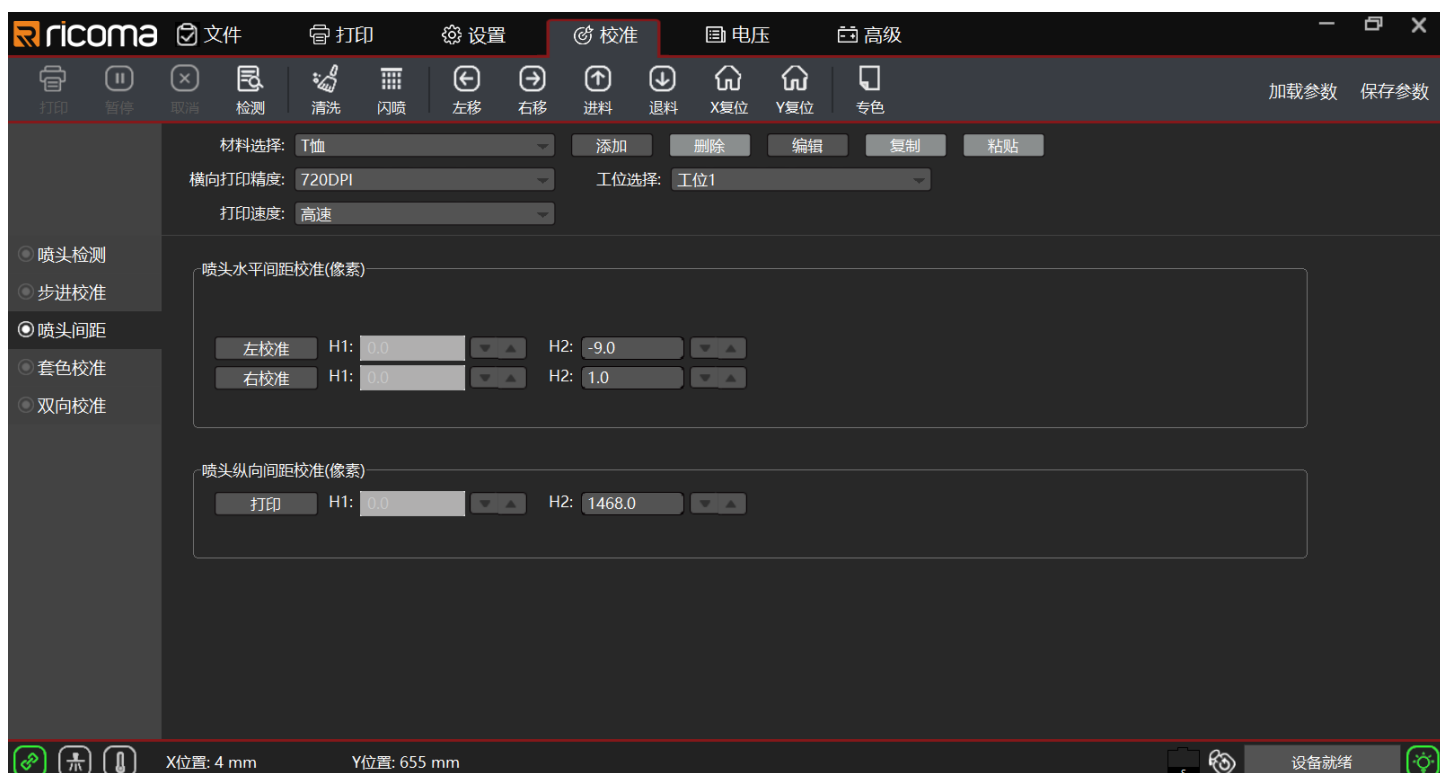 ricoma 文件 打印 设置 校准 电压 高级
打印 暂停 取消 检测 清洗 闪喷 左移 右移 进料 退料 X复位 Y复位 专色 加载参数 保存参数
材料选择: T恤 添加 删除 编辑 复制 粘贴
横向打印精度: 720DPI 工位选择: 工位1
打印速度: 高速
喷头检测
步进校准
喷头间距
套色校准
双向校准
喷头水平间距校准(像素)
左校准 H1: 0.0 H2: -9.0
右校准 H1: 0.0 H2: 1.0
喷头纵向间距校准(像素)
打印 H1: 0.0 H2: 1468.0
X位置: 4 mm Y位置: 655 mm 设备就绪